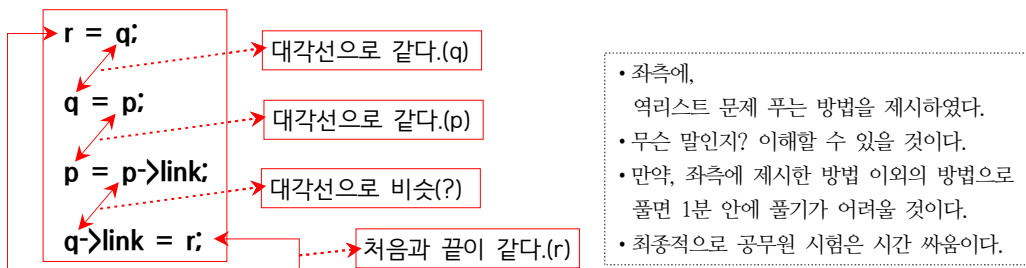 r = q;
대각선으로 같다.(q)
q = p;
대각선으로 같다.(p)
p = p->link;
대각선으로 비슷(?)
q->link = r;
처음과 끝이 같다.(r)
• 좌측에,
역리스트 문제 푸는 방법을 제시하였다.
• 무슨 말인지? 이해할 수 있을 것이다.
• 만약, 좌측에 제시한 방법 이외의 방법으로
풀면 1분 안에 풀기가 어려울 것이다.
• 최종적으로 공무원 시험은 시간 싸움이다.